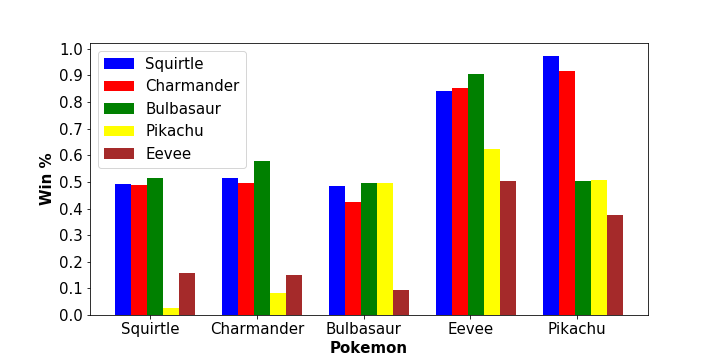 1.0
0.9
0.8
0.7
0.6
0.5
0.4
0.3
0.2
0.1
0.0
Win %
Squirtle
Charmander
Bulbasaur
Pikachu
Eevee
Squirtle Charmander Bulbasaur Eevee Pikachu
Pokemon